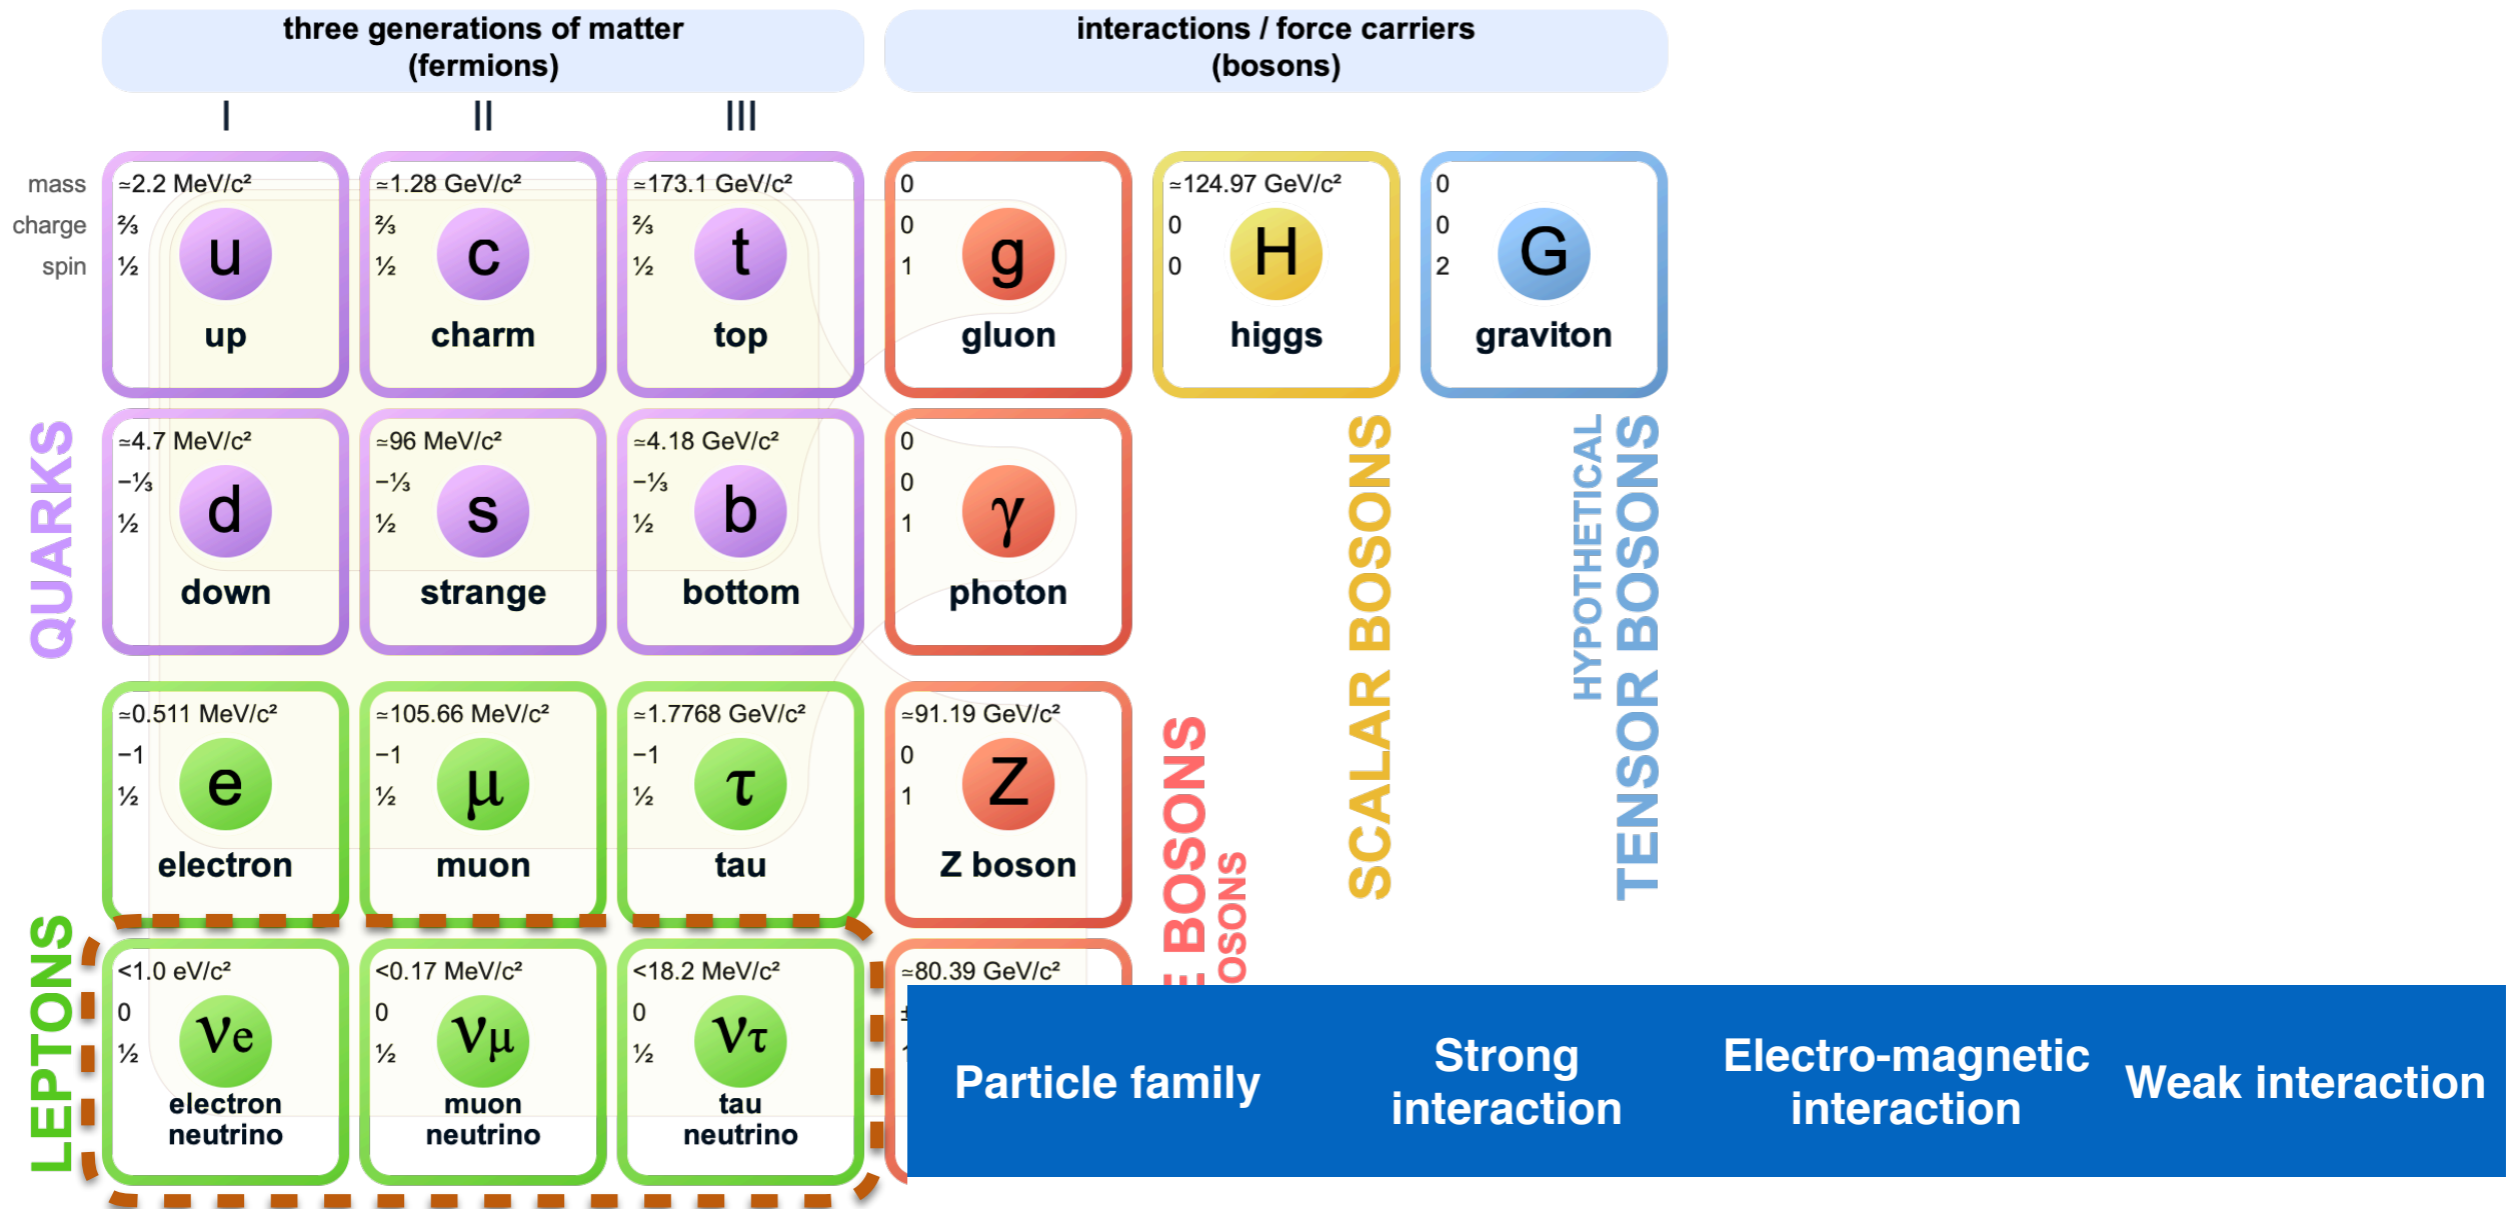 three generations of matter
(fermions)
interactions / force carriers
(bosons)
I
II
III
mass
charge
spin
≃2.2 MeV/c²
⅔
½
u
up
≃1.28 GeV/c²
⅔
½
c
charm
≃173.1 GeV/c²
⅔
½
t
top
0
0
1
g
gluon
≃124.97 GeV/c²
0
0
H
higgs
0
0
2
G
graviton
QUARKS
≃4.7 MeV/c²
−⅓
½
d
down
≃96 MeV/c²
−⅓
½
s
strange
≃4.18 GeV/c²
−⅓
½
b
bottom
0
0
1
γ
photon
SCALAR BOSONS
HYPOTHETICAL
TENSOR BOSONS
≃0.511 MeV/c²
−1
½
e
electron
≃105.66 MeV/c²
−1
½
μ
muon
≃1.7768 GeV/c²
−1
½
τ
tau
≃91.19 GeV/c²
0
1
Z
Z boson
BOSONS
OSONS
LEPTONS
<1.0 eV/c²
0
½
νe
electron
neutrino
<0.17 MeV/c²
0
½
νμ
muon
neutrino
<18.2 MeV/c²
0
½
ντ
tau
neutrino
≃80.39 GeV/c²
Particle family
Strong
interaction
Electro-magnetic
interaction
Weak interaction